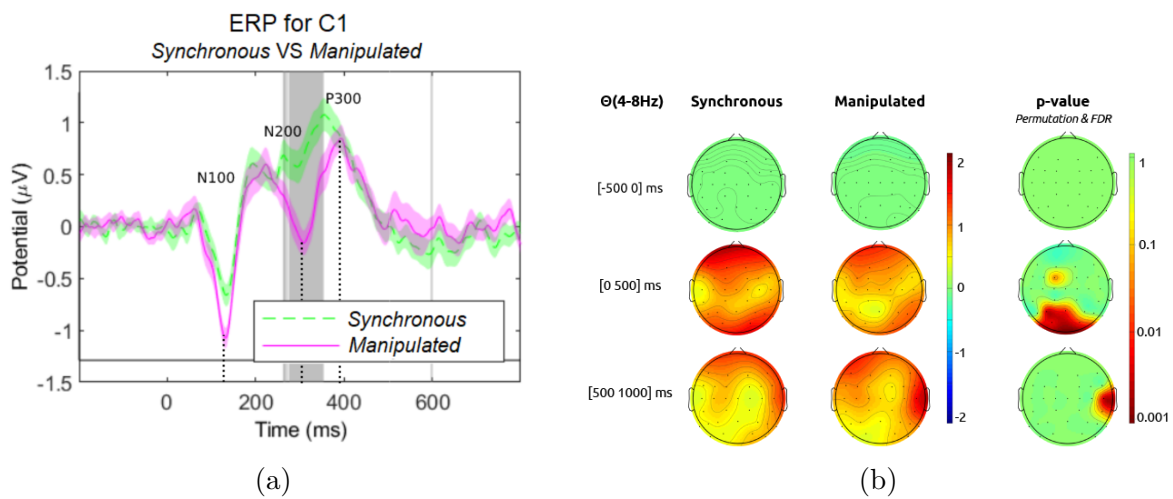 ERP for C1
Synchronous VS Manipulated
1.5
1
0.5
0
-0.5
-1
-1.5
Potential (μV)
N100
N200
P300
Synchronous
Manipulated
0
200
400
600
Time (ms)
(a)
Θ(4-8Hz)
Synchronous
Manipulated
p-value
Permutation & FDR
[-500 0] ms
[0 500] ms
[500 1000] ms
2
1
0
-1
-2
1
0.1
0.01
0.001
(b)